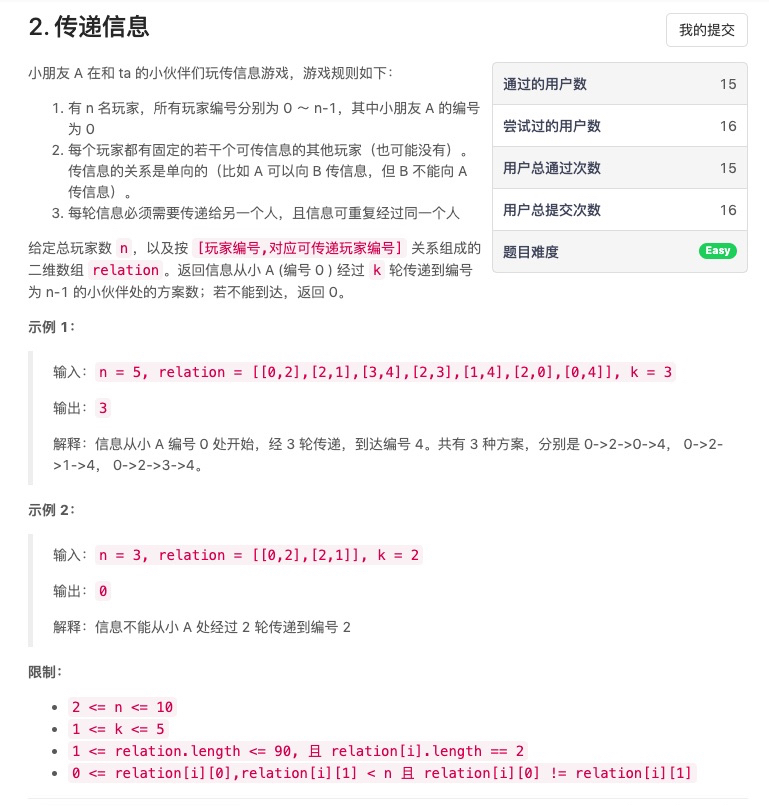 2. 传递信息
我的提交
小朋友 A 在和 ta 的小伙伴们玩传信息游戏，游戏规则如下：
1. 有 n 名玩家，所有玩家编号分别为 0 ～ n-1，其中小朋友 A 的编号
为 0
2. 每个玩家都有固定的若干个可传信息的其他玩家（也可能没有）。
传信息的关系是单向的（比如 A 可以向 B 传信息，但 B 不能向 A
传信息）。
3. 每轮信息必须需要传递给另一个人，且信息可重复经过同一个人
给定总玩家数 n，以及按 [玩家编号,对应可传递玩家编号] 关系组成的
二维数组 relation。返回信息从小 A (编号 0 ) 经过 k 轮传递到编号
为 n-1 的小伙伴处的方案数；若不能到达，返回 0。
通过的用户数 15
尝试过的用户数 16
用户总通过次数 15
用户总提交次数 16
题目难度 Easy
示例 1：
输入：n = 5, relation = [[0,2],[2,1],[3,4],[2,3],[1,4],[2,0],[0,4]], k = 3
输出：3
解释：信息从小 A 编号 0 处开始，经 3 轮传递，到达编号 4。共有 3 种方案，分别是 0->2->0->4， 0->2-
>1->4， 0->2->3->4。
示例 2：
输入：n = 3, relation = [[0,2],[2,1]], k = 2
输出：0
解释：信息不能从小 A 处经过 2 轮传递到编号 2
限制：
• 2 <= n <= 10
• 1 <= k <= 5
• 1 <= relation.length <= 90, 且 relation[i].length == 2
• 0 <= relation[i][0],relation[i][1] < n 且 relation[i][0] != relation[i][1]